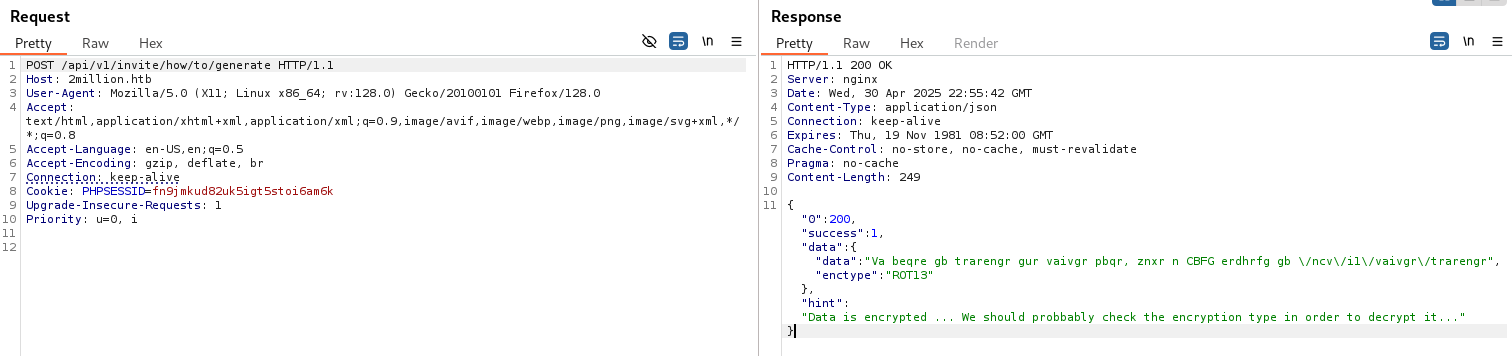 Request
Pretty Raw Hex
\n
1 POST /api/v1/invite/how/to/generate HTTP/1.1
2 Host: 2million.htb
3 User-Agent: Mozilla/5.0 (X11; Linux x86_64; rv:128.0) Gecko/20100101 Firefox/128.0
4 Accept:
text/html,application/xhtml+xml,application/xml;q=0.9,image/avif,image/webp,image/png,image/svg+xml,*/
*;q=0.8
5 Accept-Language: en-US,en;q=0.5
6 Accept-Encoding: gzip, deflate, br
7 Connection: keep-alive
8 Cookie: PHPSESSID=fn9jmkud82uk5igt5stoi6am6k
9 Upgrade-Insecure-Requests: 1
10 Priority: u=0, i
11
12
Response
Pretty Raw Hex Render
\n
1 HTTP/1.1 200 OK
2 Server: nginx
3 Date: Wed, 30 Apr 2025 22:55:42 GMT
4 Content-Type: application/json
5 Connection: keep-alive
6 Expires: Thu, 19 Nov 1981 08:52:00 GMT
7 Cache-Control: no-store, no-cache, must-revalidate
8 Pragma: no-cache
9 Content-Length: 249
10
11 {
"0":200,
"success":1,
"data":{
"data":"Va beqre gb trarengr gur vaivgr pbqr, znxr n CBFG erdhrfg gb \/ncv\/i1\/vaivgr\/trarengr",
"enctype":"ROT13"
},
"hint":
"Data is encrypted ... We should probbably check the encryption type in order to decrypt it..."
}